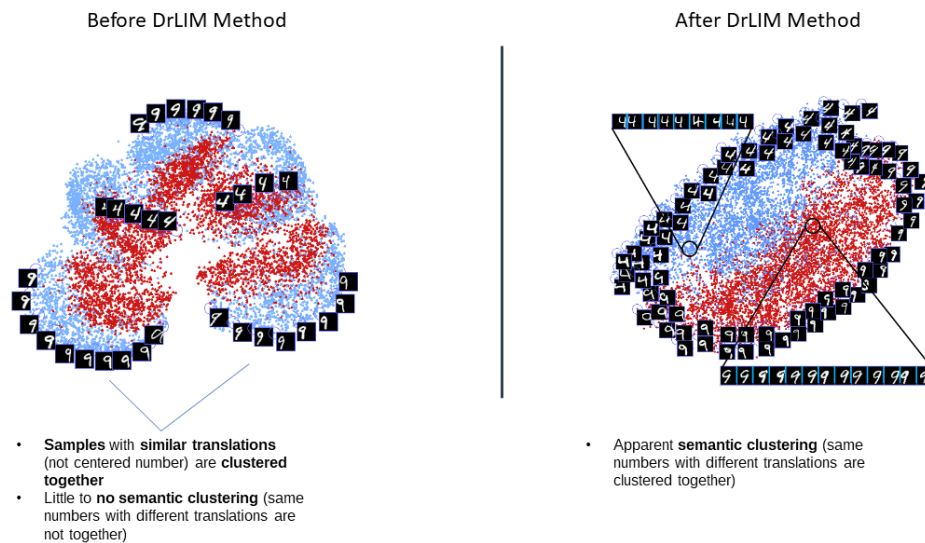 Before DrLIM Method
After DrLIM Method
• Samples with similar translations
(not centered number) are clustered
together
• Little to no semantic clustering (same
numbers with different translations are
not together)
• Apparent semantic clustering (same
numbers with different translations are
clustered together)